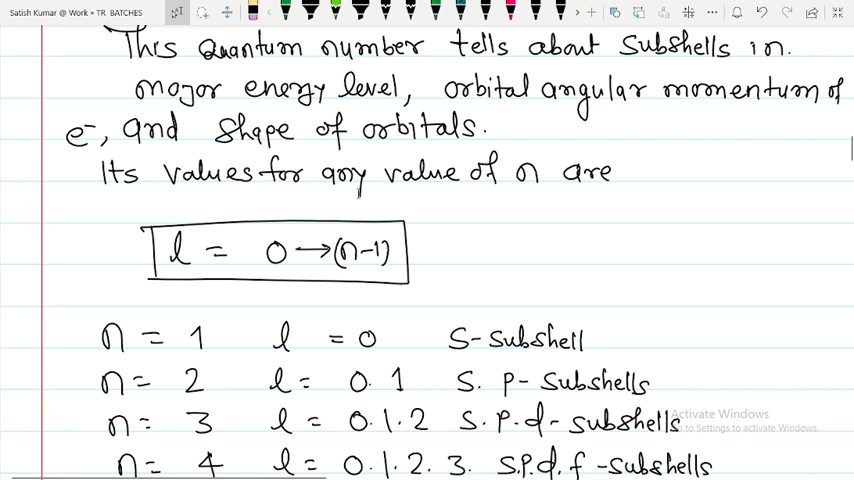 Satish Kumar @ Work » TR BATCHES
This Quantum number tells about Subshells in.
major energy level, orbital angular momentum of
e⁻, and shape of orbitals.
Its values for any value of n are
l = 0 → (n-1)
n = 1 l = 0 S-subshell
n = 2 l = 0.1 S. p- Subshells
n = 3 l = 0.1.2 S.p.d- subshells
Activate Windows
Go to Settings to activate Windows.
n = 4 l = 0.1.2.3. S.P.d.f -subshells